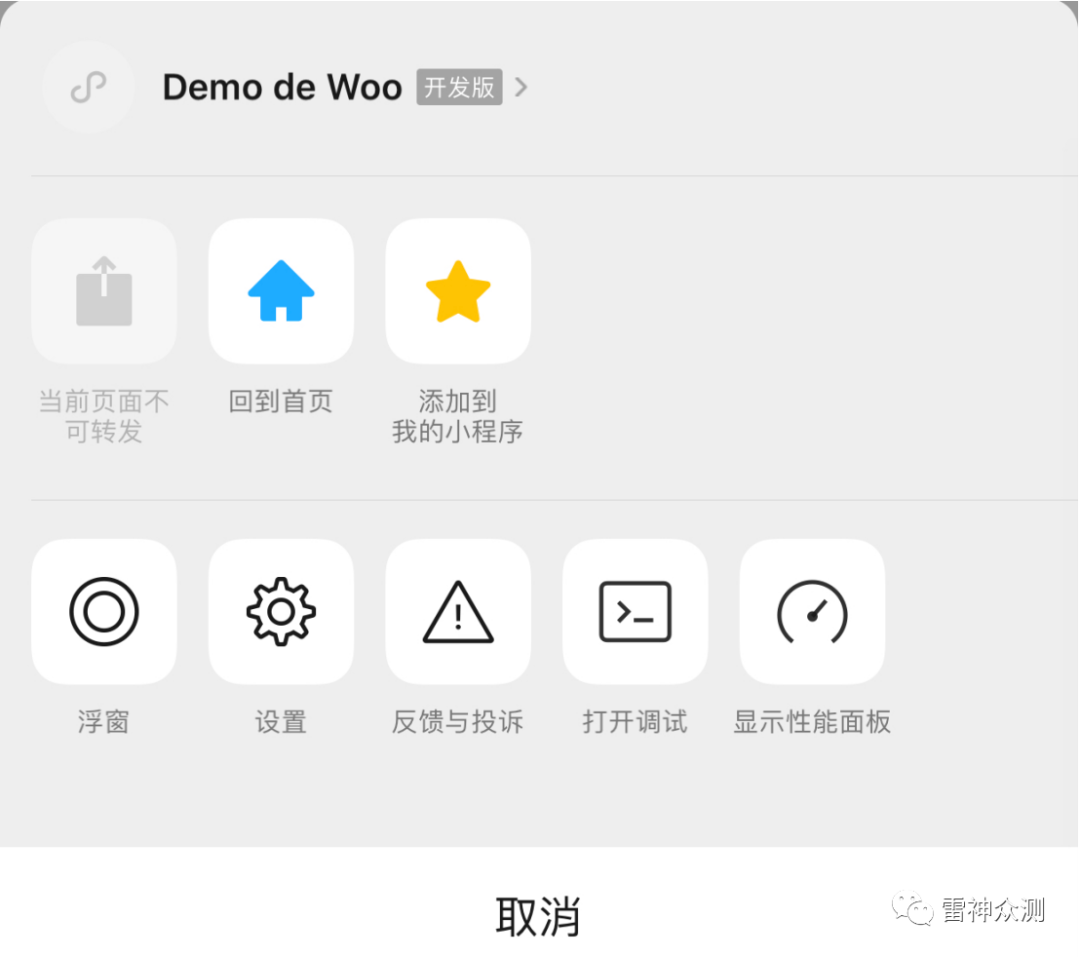 Demo de Woo 开发版
当前页面不
可转发
回到首页
添加到
我的小程序
浮窗
设置
反馈与投诉
打开调试
显示性能面板
取消
雷神众测